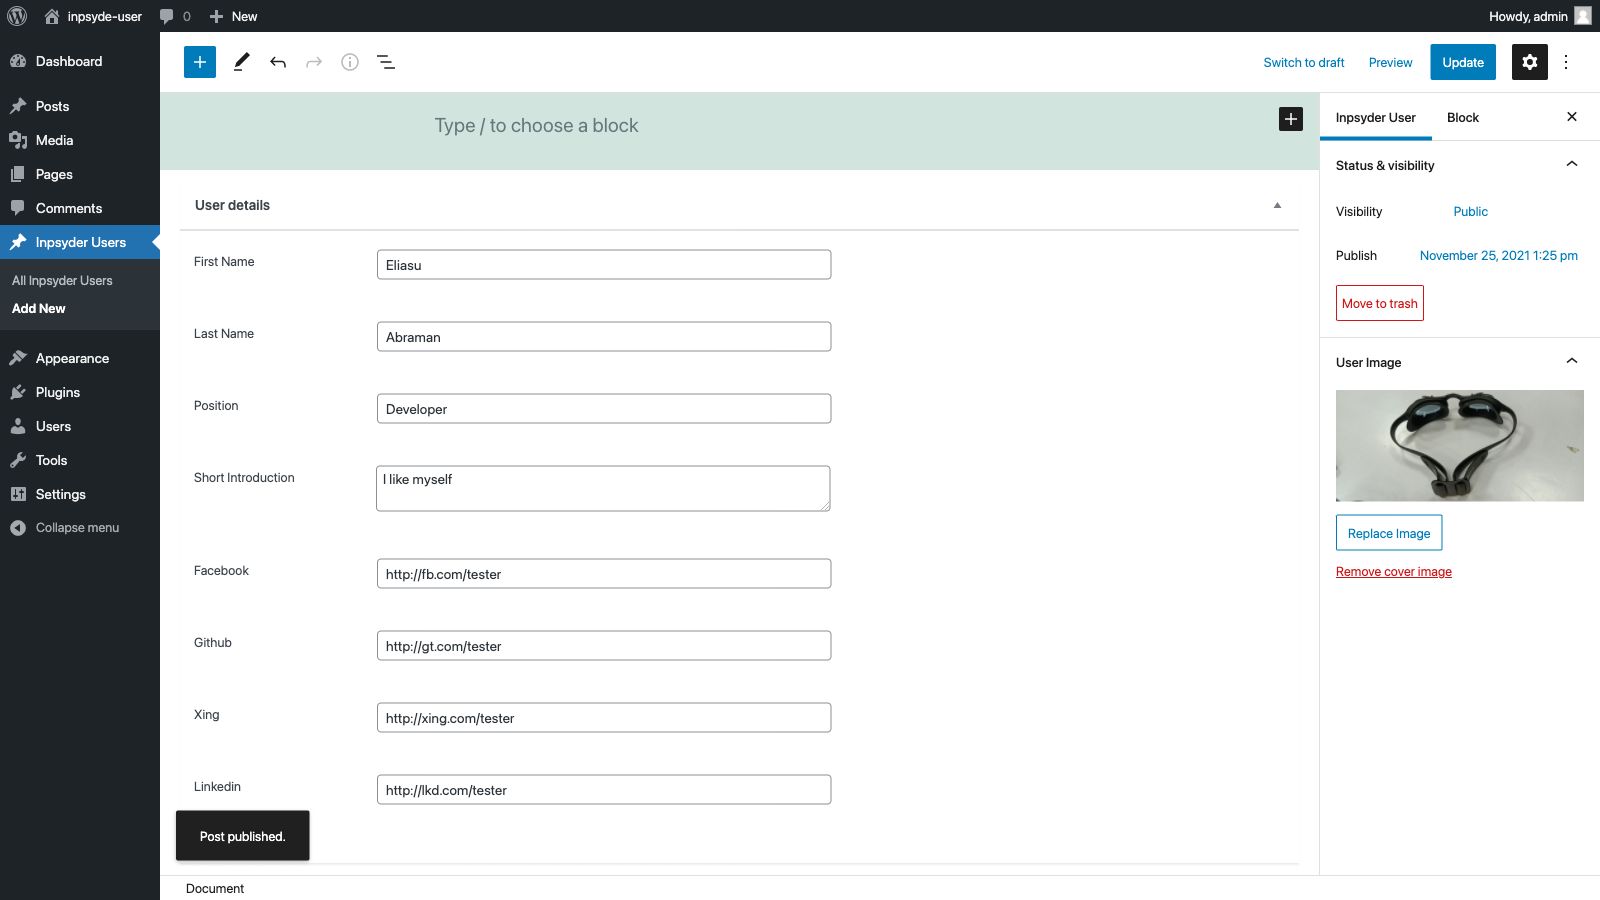 inpsyde-user 0 New Howdy, admin
Dashboard
Posts
Media
Pages
Comments
Inpsyder Users
All Inpsyder Users
Add New
Appearance
Plugins
Users
Tools
Settings
Collapse menu
Switch to draft Preview Update
Type / to choose a block
User details
First Name Eliasu
Last Name Abraman
Position Developer
Short Introduction I like myself
Facebook http://fb.com/tester
Github http://gt.com/tester
Xing http://xing.com/tester
Linkedin http://lkd.com/tester
Post published.
Document
Inpsyder User Block
Status & visibility
Visibility Public
Publish November 25, 2021 1:25 pm
Move to trash
User Image
Replace Image
Remove cover image